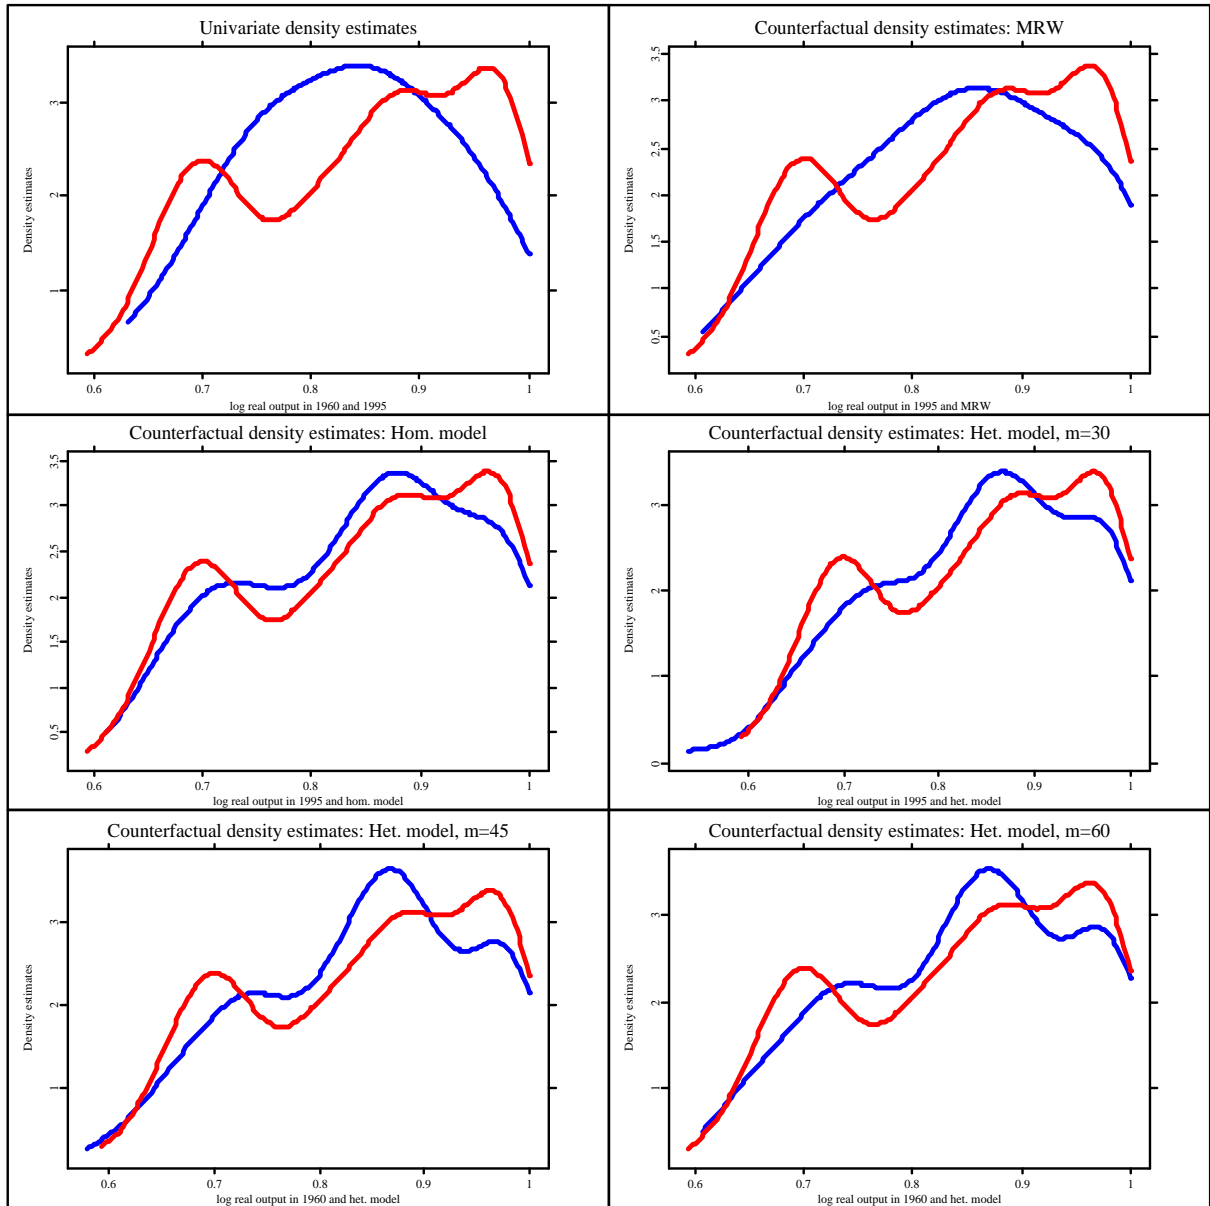 Univariate density estimates
Density estimates
3
2
1
0.6 0.7 0.8 0.9 1
log real output in 1960 and 1995
Counterfactual density estimates: MRW
Density estimates
3.5
3
2.5
2
1.5
1
0.5
0.6 0.7 0.8 0.9 1
log real output in 1995 and MRW
Counterfactual density estimates: Hom. model
Density estimates
3.5
3
2.5
2
1.5
1
0.5
0.6 0.7 0.8 0.9 1
log real output in 1995 and hom. model
Counterfactual density estimates: Het. model, m=30
Density estimates
3
2
1
0
0.6 0.7 0.8 0.9 1
log real output in 1995 and het. model
Counterfactual density estimates: Het. model, m=45
Density estimates
3
2
1
0.6 0.7 0.8 0.9 1
log real output in 1960 and het. model
Counterfactual density estimates: Het. model, m=60
Density estimates
3
2
1
0.6 0.7 0.8 0.9 1
log real output in 1960 and het. model